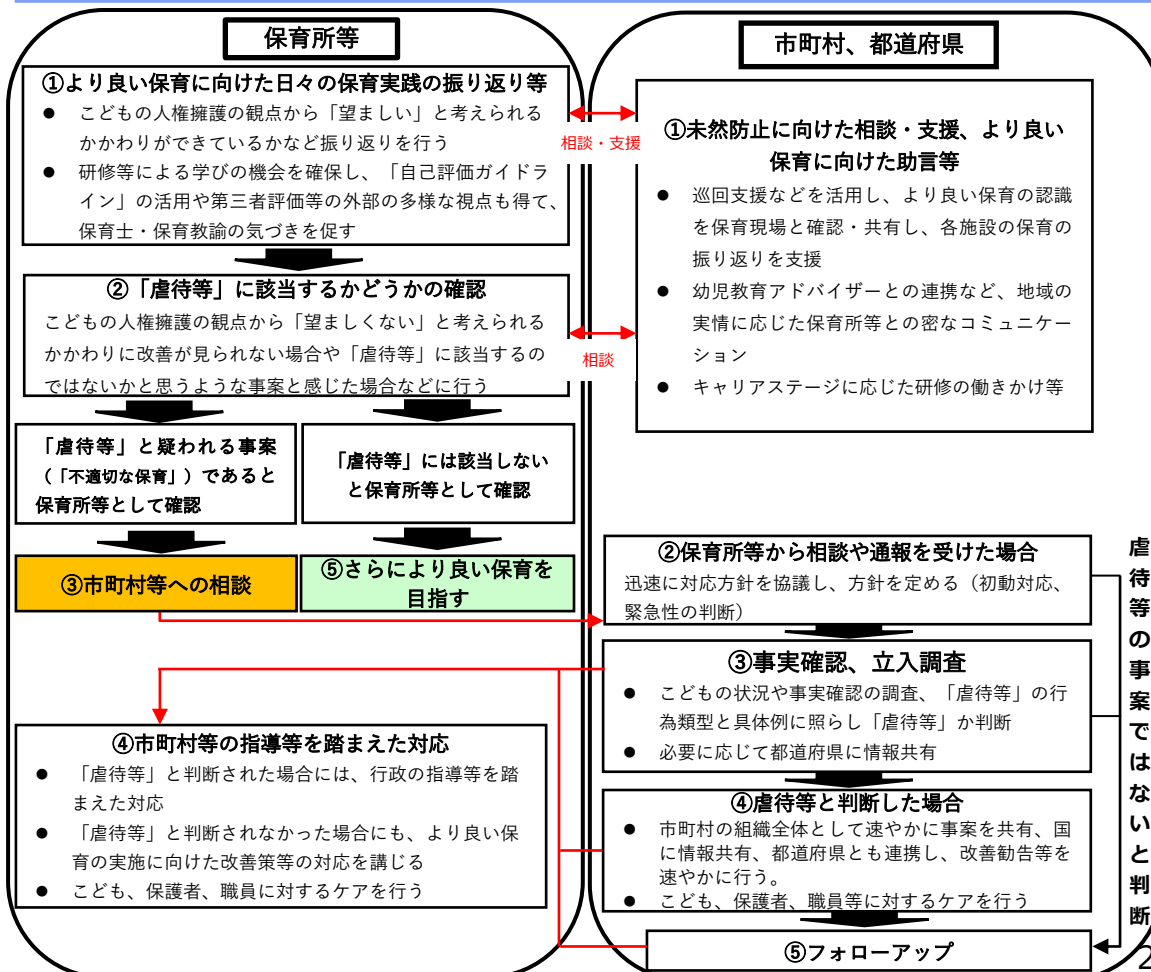 保育所等
①より良い保育に向けた日々の保育実践の振り返り等
● こどもの人権擁護の観点から「望ましい」と考えられる
かかわりができているかなど振り返りを行う
● 研修等による学びの機会を確保し、「自己評価ガイドラ
イン」の活用や第三者評価等の外部の多様な視点も得て、
保育士・保育教諭の気づきを促す
②「虐待等」に該当するかどうかの確認
こどもの人権擁護の観点から「望ましくない」と考えられる
かかわりに改善が見られない場合や「虐待等」に該当するの
ではないかと思うような事案と感じた場合などに行う
「虐待等」と疑われる事案
（「不適切な保育」）であると
保育所等として確認
「虐待等」には該当しない
と保育所等として確認
③市町村等への相談
⑤さらにより良い保育を
目指す
④市町村等の指導等を踏まえた対応
● 「虐待等」と判断された場合には、行政の指導等を踏
まえた対応
● 「虐待等」と判断されなかった場合にも、より良い保
育の実施に向けた改善策等の対応を講じる
● こども、保護者、職員に対するケアを行う
相談・支援
相談
市町村、都道府県
①未然防止に向けた相談・支援、より良い
保育に向けた助言等
● 巡回支援などを活用し、より良い保育の認識
を保育現場と確認・共有し、各施設の保育の
振り返りを支援
● 幼児教育アドバイザーとの連携など、地域の
実情に応じた保育所等との密なコミュニケー
ション
● キャリアステージに応じた研修の働きかけ等
②保育所等から相談や通報を受けた場合
迅速に対応方針を協議し、方針を定める（初動対応、
緊急性の判断）
③事実確認、立入調査
● こどもの状況や事実確認の調査、「虐待等」の行
為類型と具体例に照らし「虐待等」か判断
● 必要に応じて都道府県に情報共有
④虐待等と判断した場合
● 市町村の組織全体として速やかに事案を共有、国
に情報共有、都道府県とも連携し、改善勧告等を
速やかに行う。
● こども、保護者、職員等に対するケアを行う
⑤フォローアップ
虐待等の事案ではないと判断
2